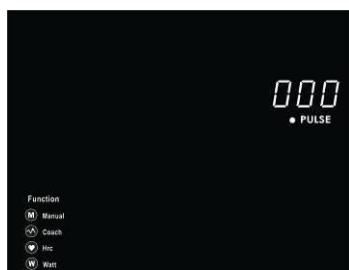 000
PULSE
Function
M Manual
Coach
Hrc
W Watt